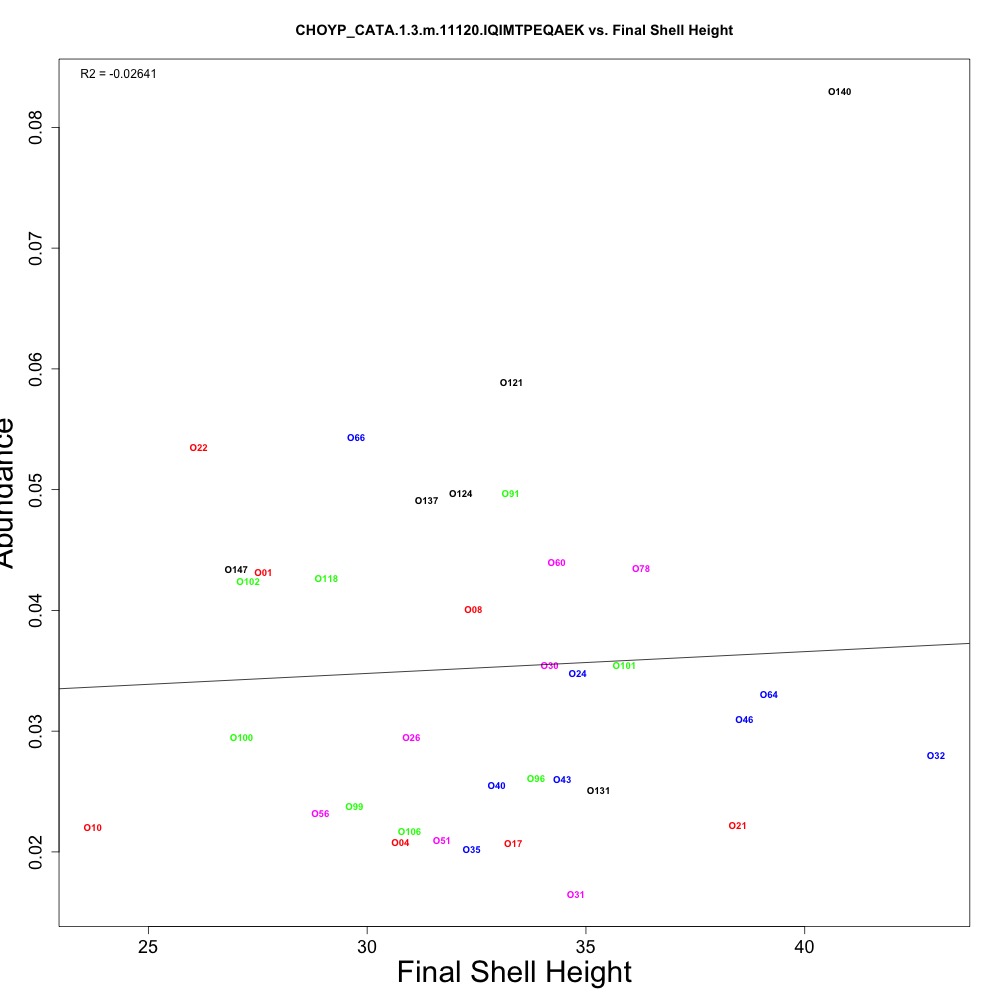 CHOYP_CATA.1.3.m.11120.IQIMTPEQAEK vs. Final Shell Height
R2 = -0.02641
O140
0.08
0.07
0.06
O121
O66
O22
0.05
O124
O91
O137
O60
O78
O147
O01
O102
O118
0.04
O08
O30
O101
O24
O64
O46
0.03
O100
O26
O32
O96
O43
O40
O131
O99
O56
O10
O21
O106
O04
O51
O17
0.02
O35
O31
Abundance
25
30
35
40
Final Shell Height